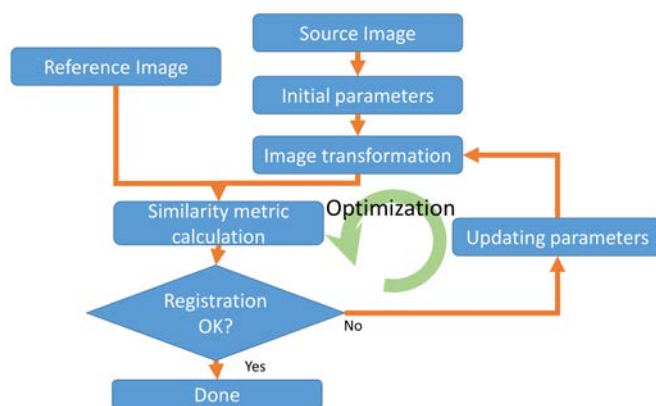 Source Image
Reference Image
Initial parameters
Image transformation
Optimization
Similarity metric
calculation
Updating parameters
Registration
OK?
No
Yes
Done